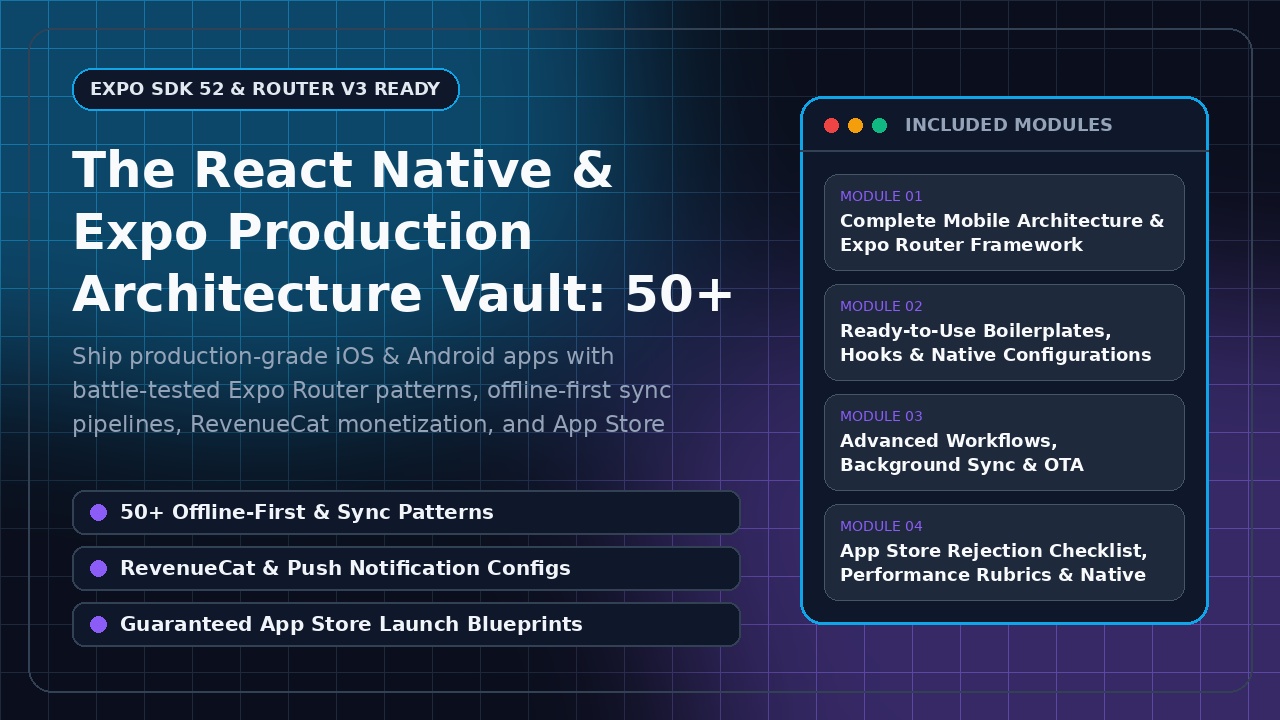 EXPO SDK 52 & ROUTER V3 READY
The React Native &
Expo Production
Architecture Vault: 50+
Ship production-grade iOS & Android apps with
battle-tested Expo Router patterns, offline-first sync
pipelines, RevenueCat monetization, and App Store
50+ Offline-First & Sync Patterns
RevenueCat & Push Notification Configs
Guaranteed App Store Launch Blueprints
INCLUDED MODULES
MODULE 01
Complete Mobile Architecture &
Expo Router Framework
MODULE 02
Ready-to-Use Boilerplates,
Hooks & Native Configurations
MODULE 03
Advanced Workflows,
Background Sync & OTA
MODULE 04
App Store Rejection Checklist,
Performance Rubrics & Native